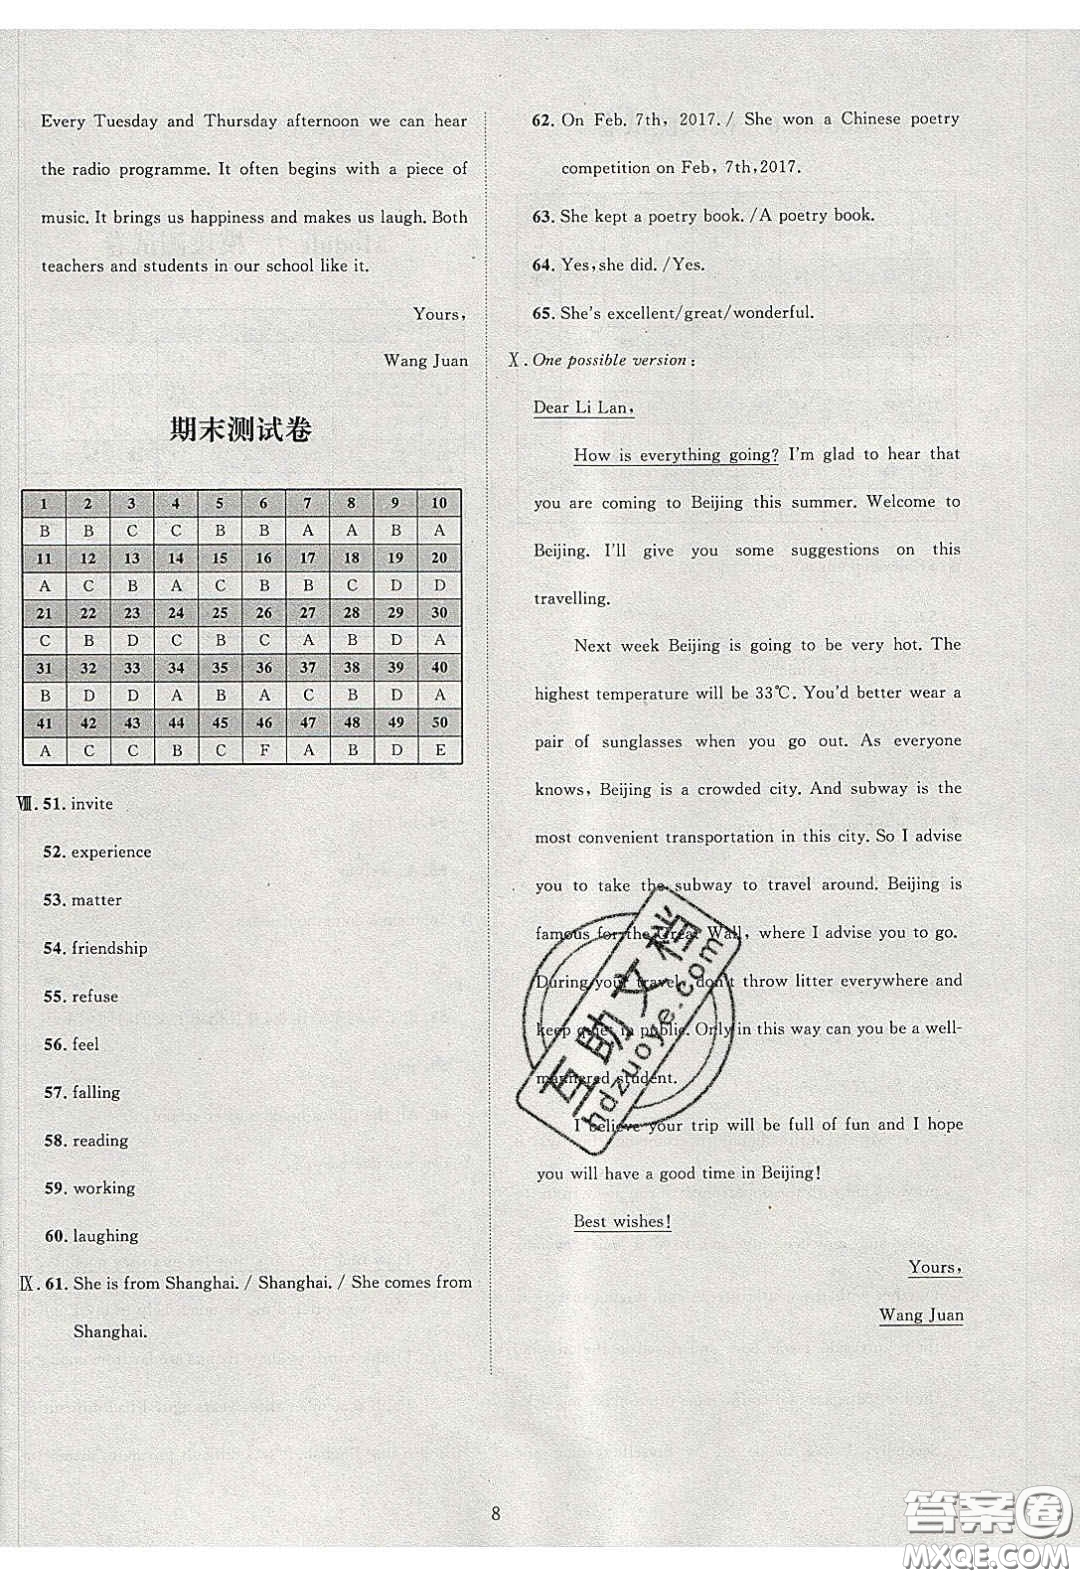 Every Tuesday and Thursday afternoon we can hear
the radio programme. It often begins with a piece of
music. It brings us happiness and makes us laugh. Both
teachers and students in our school like it.
Yours,
Wang Juan
期末测试卷
1 2 3 4 5 6 7 8 9 10
B B C C B B A A B A
11 12 13 14 15 16 17 18 19 20
A C B A C B B C D D
21 22 23 24 25 26 27 28 29 30
C B D C B C A B D A
31 32 33 34 35 36 37 38 39 40
B D D A B A C B D A
41 42 43 44 45 46 47 48 49 50
A C C B C F A B D E
Ⅷ. 51. invite
52. experience
53. matter
54. friendship
55. refuse
56. feel
57. falling
58. reading
59. working
60. laughing
Ⅸ. 61. She is from Shanghai. / Shanghai. / She comes from
Shanghai.
62. On Feb. 7th, 2017. / She won a Chinese poetry
competition on Feb, 7th,2017.
63. She kept a poetry book. /A poetry book.
64. Yes, she did. /Yes.
65. She's excellent/great/wonderful.
Ⅹ. One possible version:
Dear Li Lan,
How is everything going? I'm glad to hear that
you are coming to Beijing this summer. Welcome to
Beijing. I'll give you some suggestions on this
travelling.
Next week Beijing is going to be very hot. The
highest temperature will be 33℃. You'd better wear a
pair of sunglasses when you go out. As everyone
knows, Beijing is a crowded city. And subway is the
most convenient transportation in this city. So I advise
you to take the subway to travel around. Beijing is
famous for the Great Wall, where I advise you to go.
During your travel, don't throw litter everywhere and
keep quiet in public. Only in this way can you be a well-
mannered student.
I believe your trip will be full of fun and I hope
you will have a good time in Beijing!
Best wishes!
Yours,
Wang Juan
互助文档
hdzuoye.com
8
答案卷
MXQE.COM